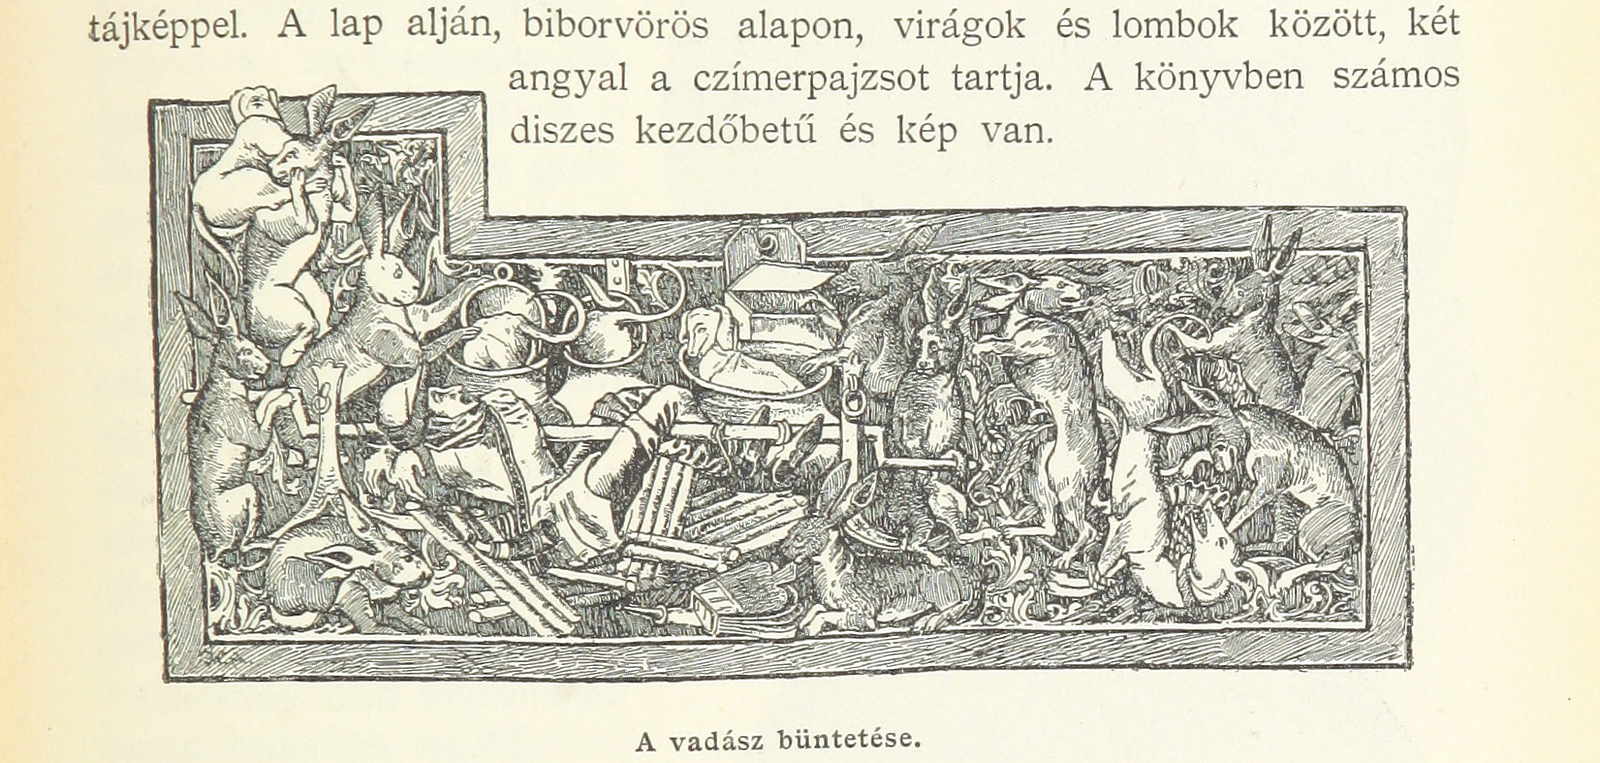 tájképpel. A lap alján, biborvörös alapon, virágok és lombok között, két
angyal a czímerpajzsot tartja. A könyvben számos
diszes kezdőbetű és kép van.
A vadász büntetése.